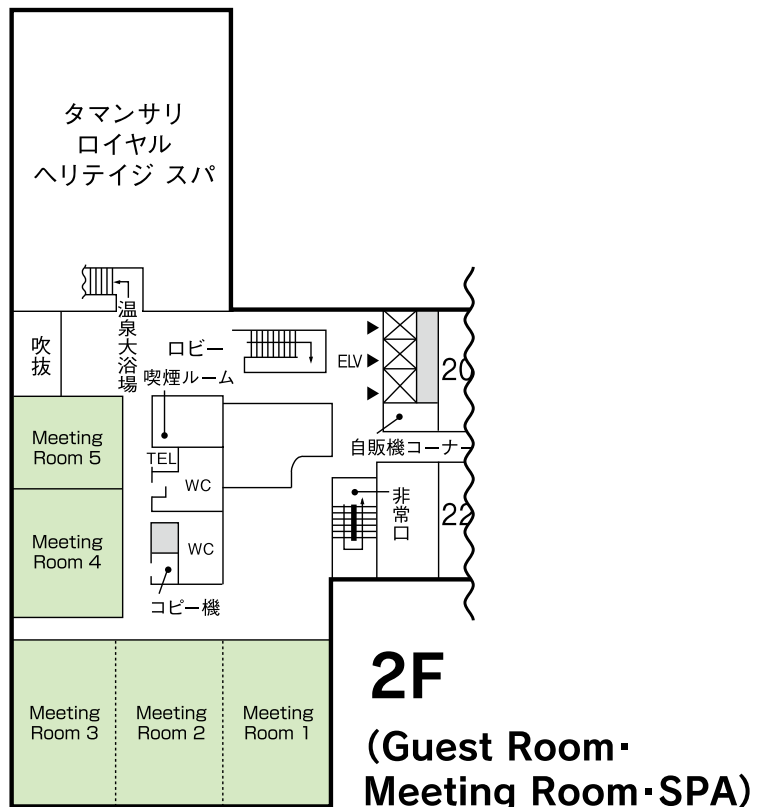 タマンサリ
ロイヤル
ヘリテイジ スパ
温泉大浴場
吹抜
ロビー
喫煙ルーム
ELV
20
自販機コーナー
Meeting
Room 5
TEL
WC
非常口
22
Meeting
Room 4
WC
コピー機
Meeting
Room 3
Meeting
Room 2
Meeting
Room 1
2F
(Guest Room・
Meeting Room・SPA)